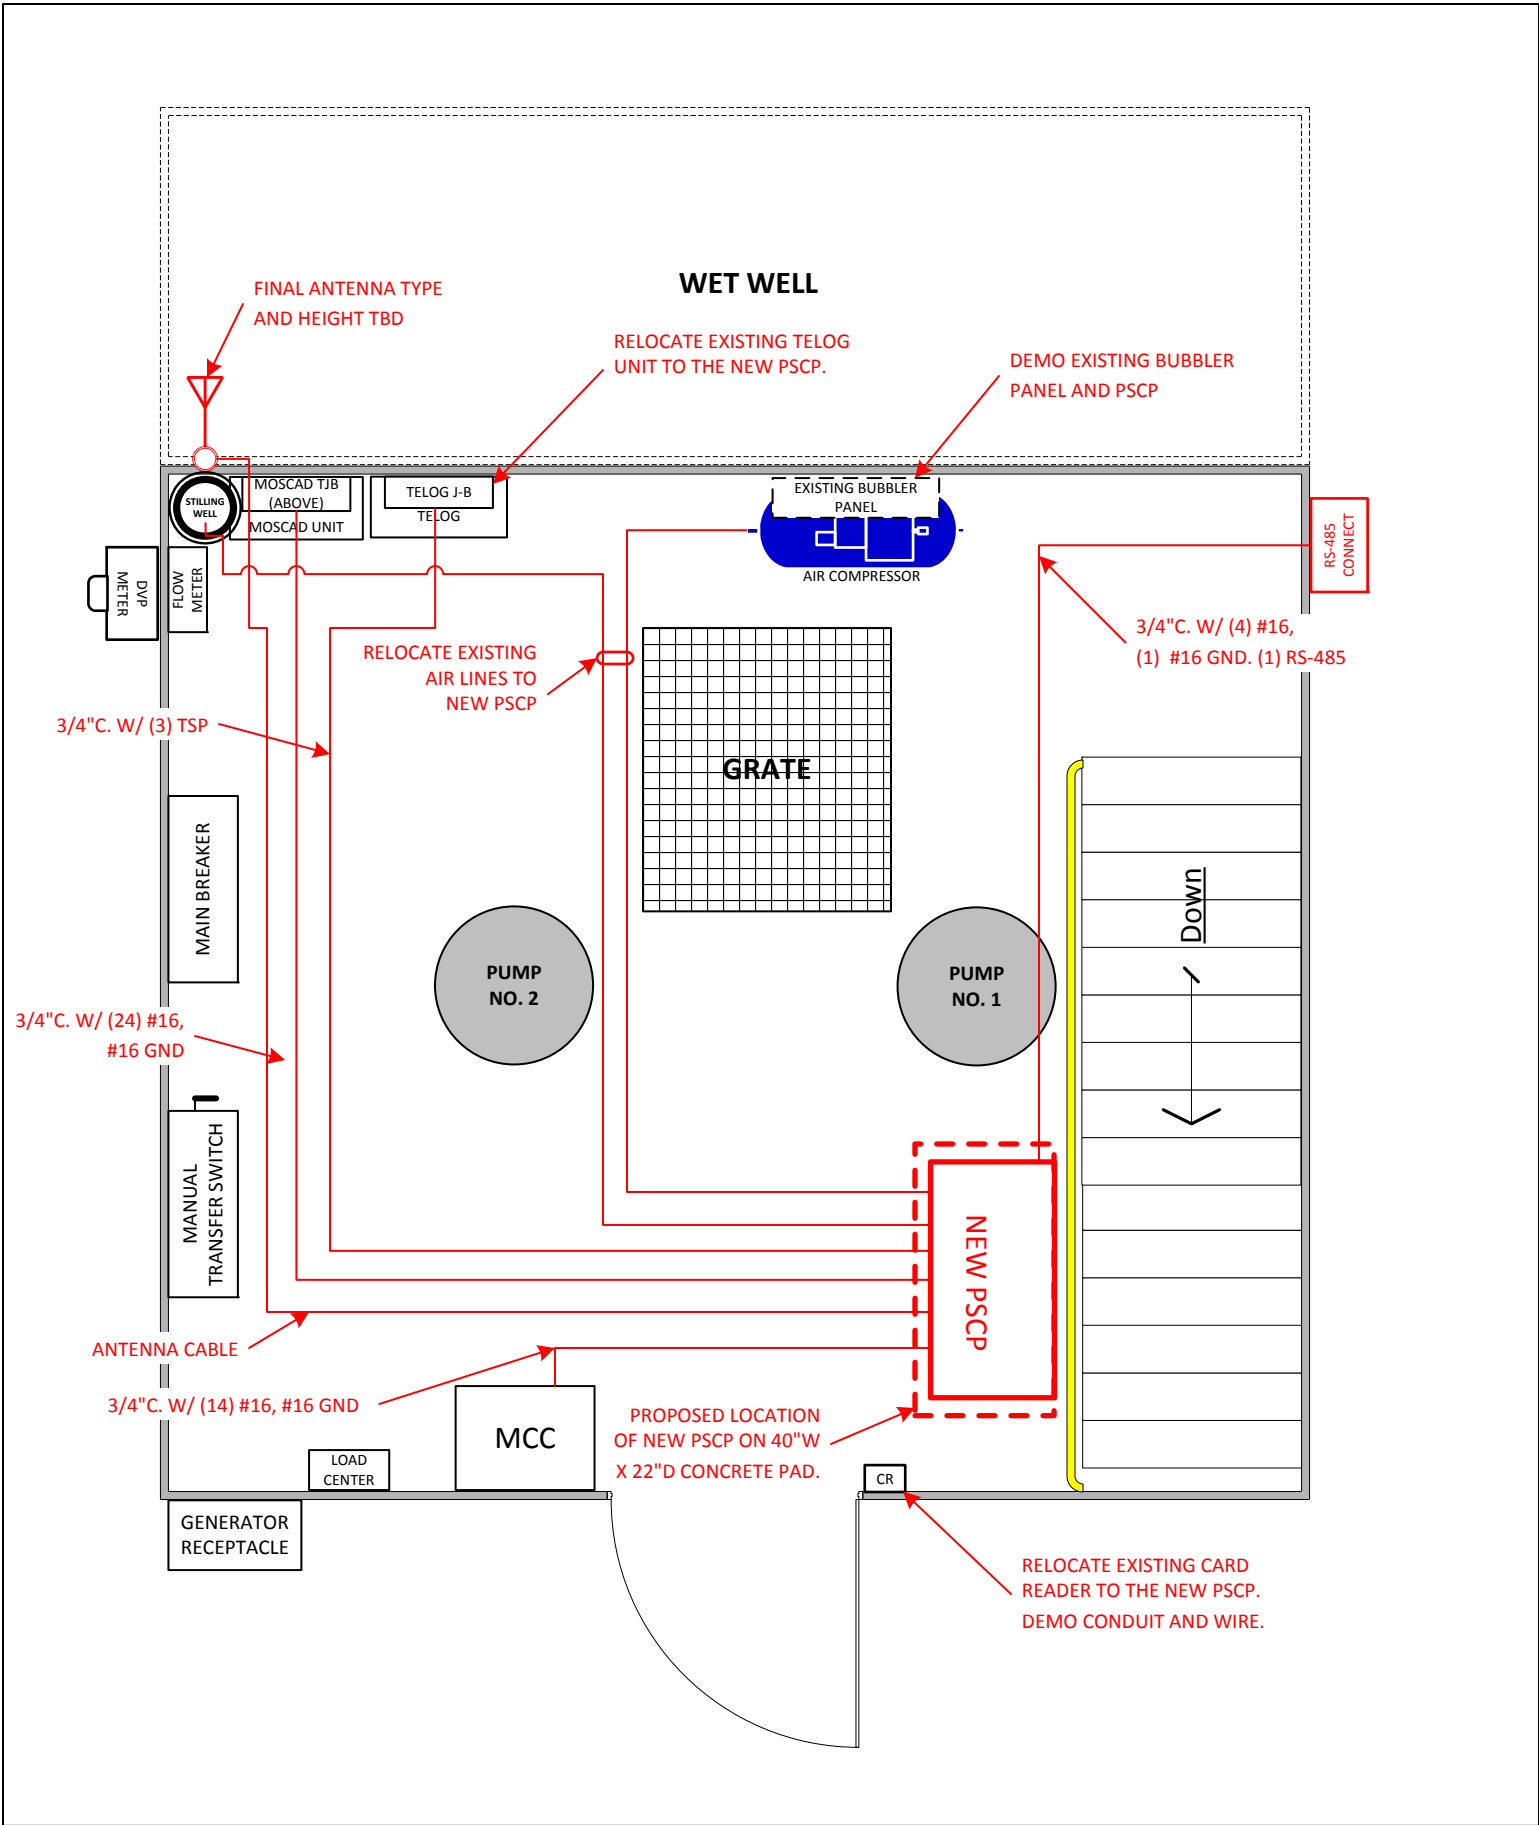 WET WELL
FINAL ANTENNA TYPE
AND HEIGHT TBD
RELOCATE EXISTING TELOG
UNIT TO THE NEW PSCP.
DEMO EXISTING BUBBLER
PANEL AND PSCP
STILLING
WELL
MOSCAD TJB
(ABOVE)
MOSCAD UNIT
TELOG J-B
TELOG
EXISTING BUBBLER
PANEL
AIR COMPRESSOR
RS-485
CONNECT
DVP
METER
FLOW
METER
3/4"C. W/ (4) #16,
(1) #16 GND. (1) RS-485
RELOCATE EXISTING
AIR LINES TO
NEW PSCP
3/4"C. W/ (3) TSP
GRATE
MAIN BREAKER
Down
PUMP
NO. 2
PUMP
NO. 1
3/4"C. W/ (24) #16,
#16 GND
MANUAL
TRANSFER SWITCH
NEW PSCP
ANTENNA CABLE
3/4"C. W/ (14) #16, #16 GND
MCC
PROPOSED LOCATION
OF NEW PSCP ON 40"W
X 22"D CONCRETE PAD.
LOAD
CENTER
CR
GENERATOR
RECEPTACLE
RELOCATE EXISTING CARD
READER TO THE NEW PSCP.
DEMO CONDUIT AND WIRE.